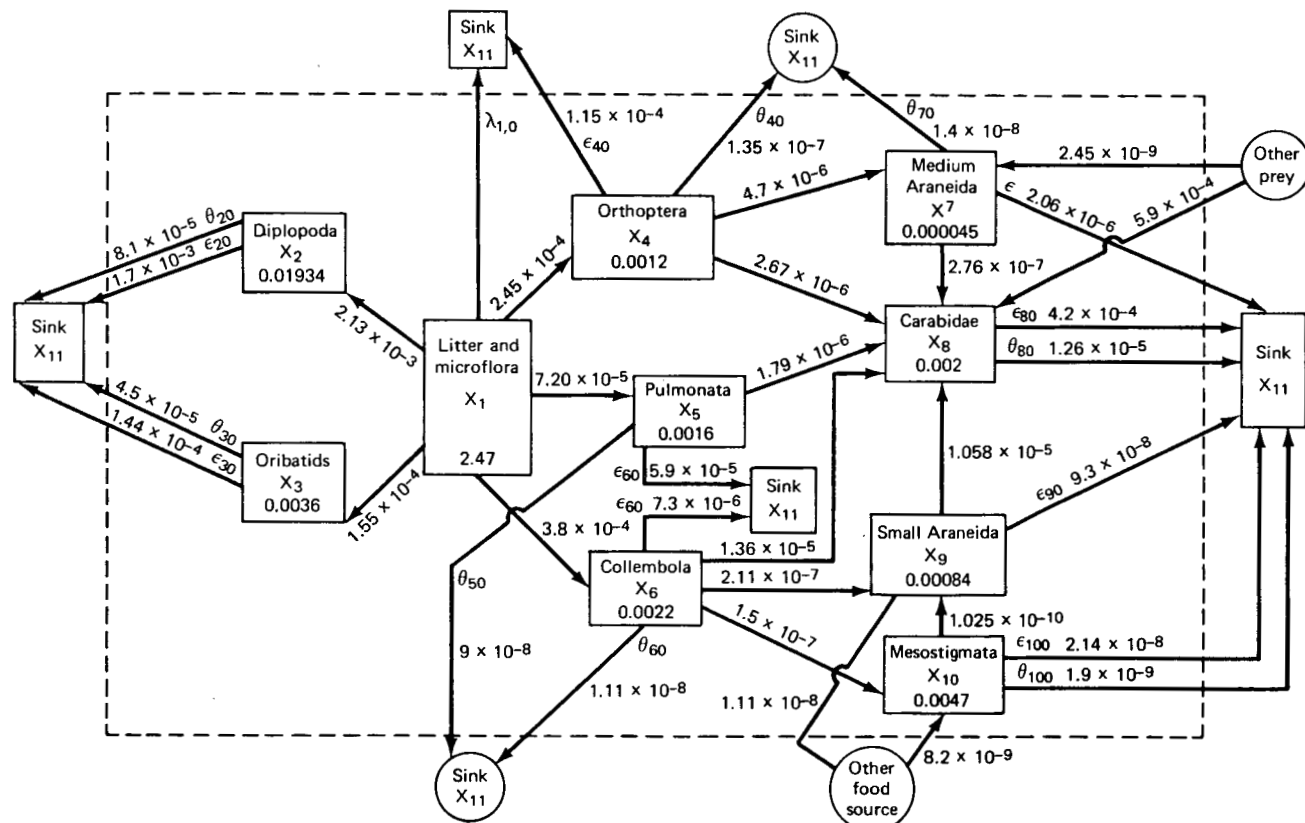 Sink
X₁₁
Sink
X₁₁
λ₁,₀
1.15 × 10⁻⁴
ε₄₀
θ₄₀
1.35 × 10⁻⁷
θ₇₀
1.4 × 10⁻⁸
2.45 × 10⁻⁹
Other
prey
Medium
Araneida
X⁷
0.000045
ε 2.06 × 10⁻⁶
5.9 × 10⁻⁴
4.7 × 10⁻⁶
Orthoptera
X₄
0.0012
8.1 × 10⁻⁵ θ₂₀
1.7 × 10⁻³ ε₂₀
Diplopoda
X₂
0.01934
2.45 × 10⁻⁴
2.67 × 10⁻⁶
2.76 × 10⁻⁷
Sink
X₁₁
2.13 × 10⁻³
Litter and
microflora
X₁
2.47
Carabidae
X₈
0.002
ε₈₀ 4.2 × 10⁻⁴
θ₈₀ 1.26 × 10⁻⁵
Sink
X₁₁
7.20 × 10⁻⁵
Pulmonata
X₅
0.0016
1.79 × 10⁻⁶
4.5 × 10⁻⁵ θ₃₀
1.44 × 10⁻⁴ ε₃₀
Oribatids
X₃
0.0036
1.55 × 10⁻⁴
ε₆₀ 5.9 × 10⁻⁵
ε₆₀ 7.3 × 10⁻⁶
Sink
X₁₁
1.058 × 10⁻⁵
ε₉₀ 9.3 × 10⁻⁸
3.8 × 10⁻⁴
1.36 × 10⁻⁵
Small Araneida
X₉
0.00084
Collembola
X₆
0.0022
2.11 × 10⁻⁷
θ₅₀
1.5 × 10⁻⁷
1.025 × 10⁻¹⁰
9 × 10⁻⁸
θ₆₀
1.11 × 10⁻⁸
1.11 × 10⁻⁸
Mesostigmata
X₁₀
0.0047
ε₁₀₀ 2.14 × 10⁻⁸
θ₁₀₀ 1.9 × 10⁻⁹
Sink
X₁₁
Other
food
source
8.2 × 10⁻⁹